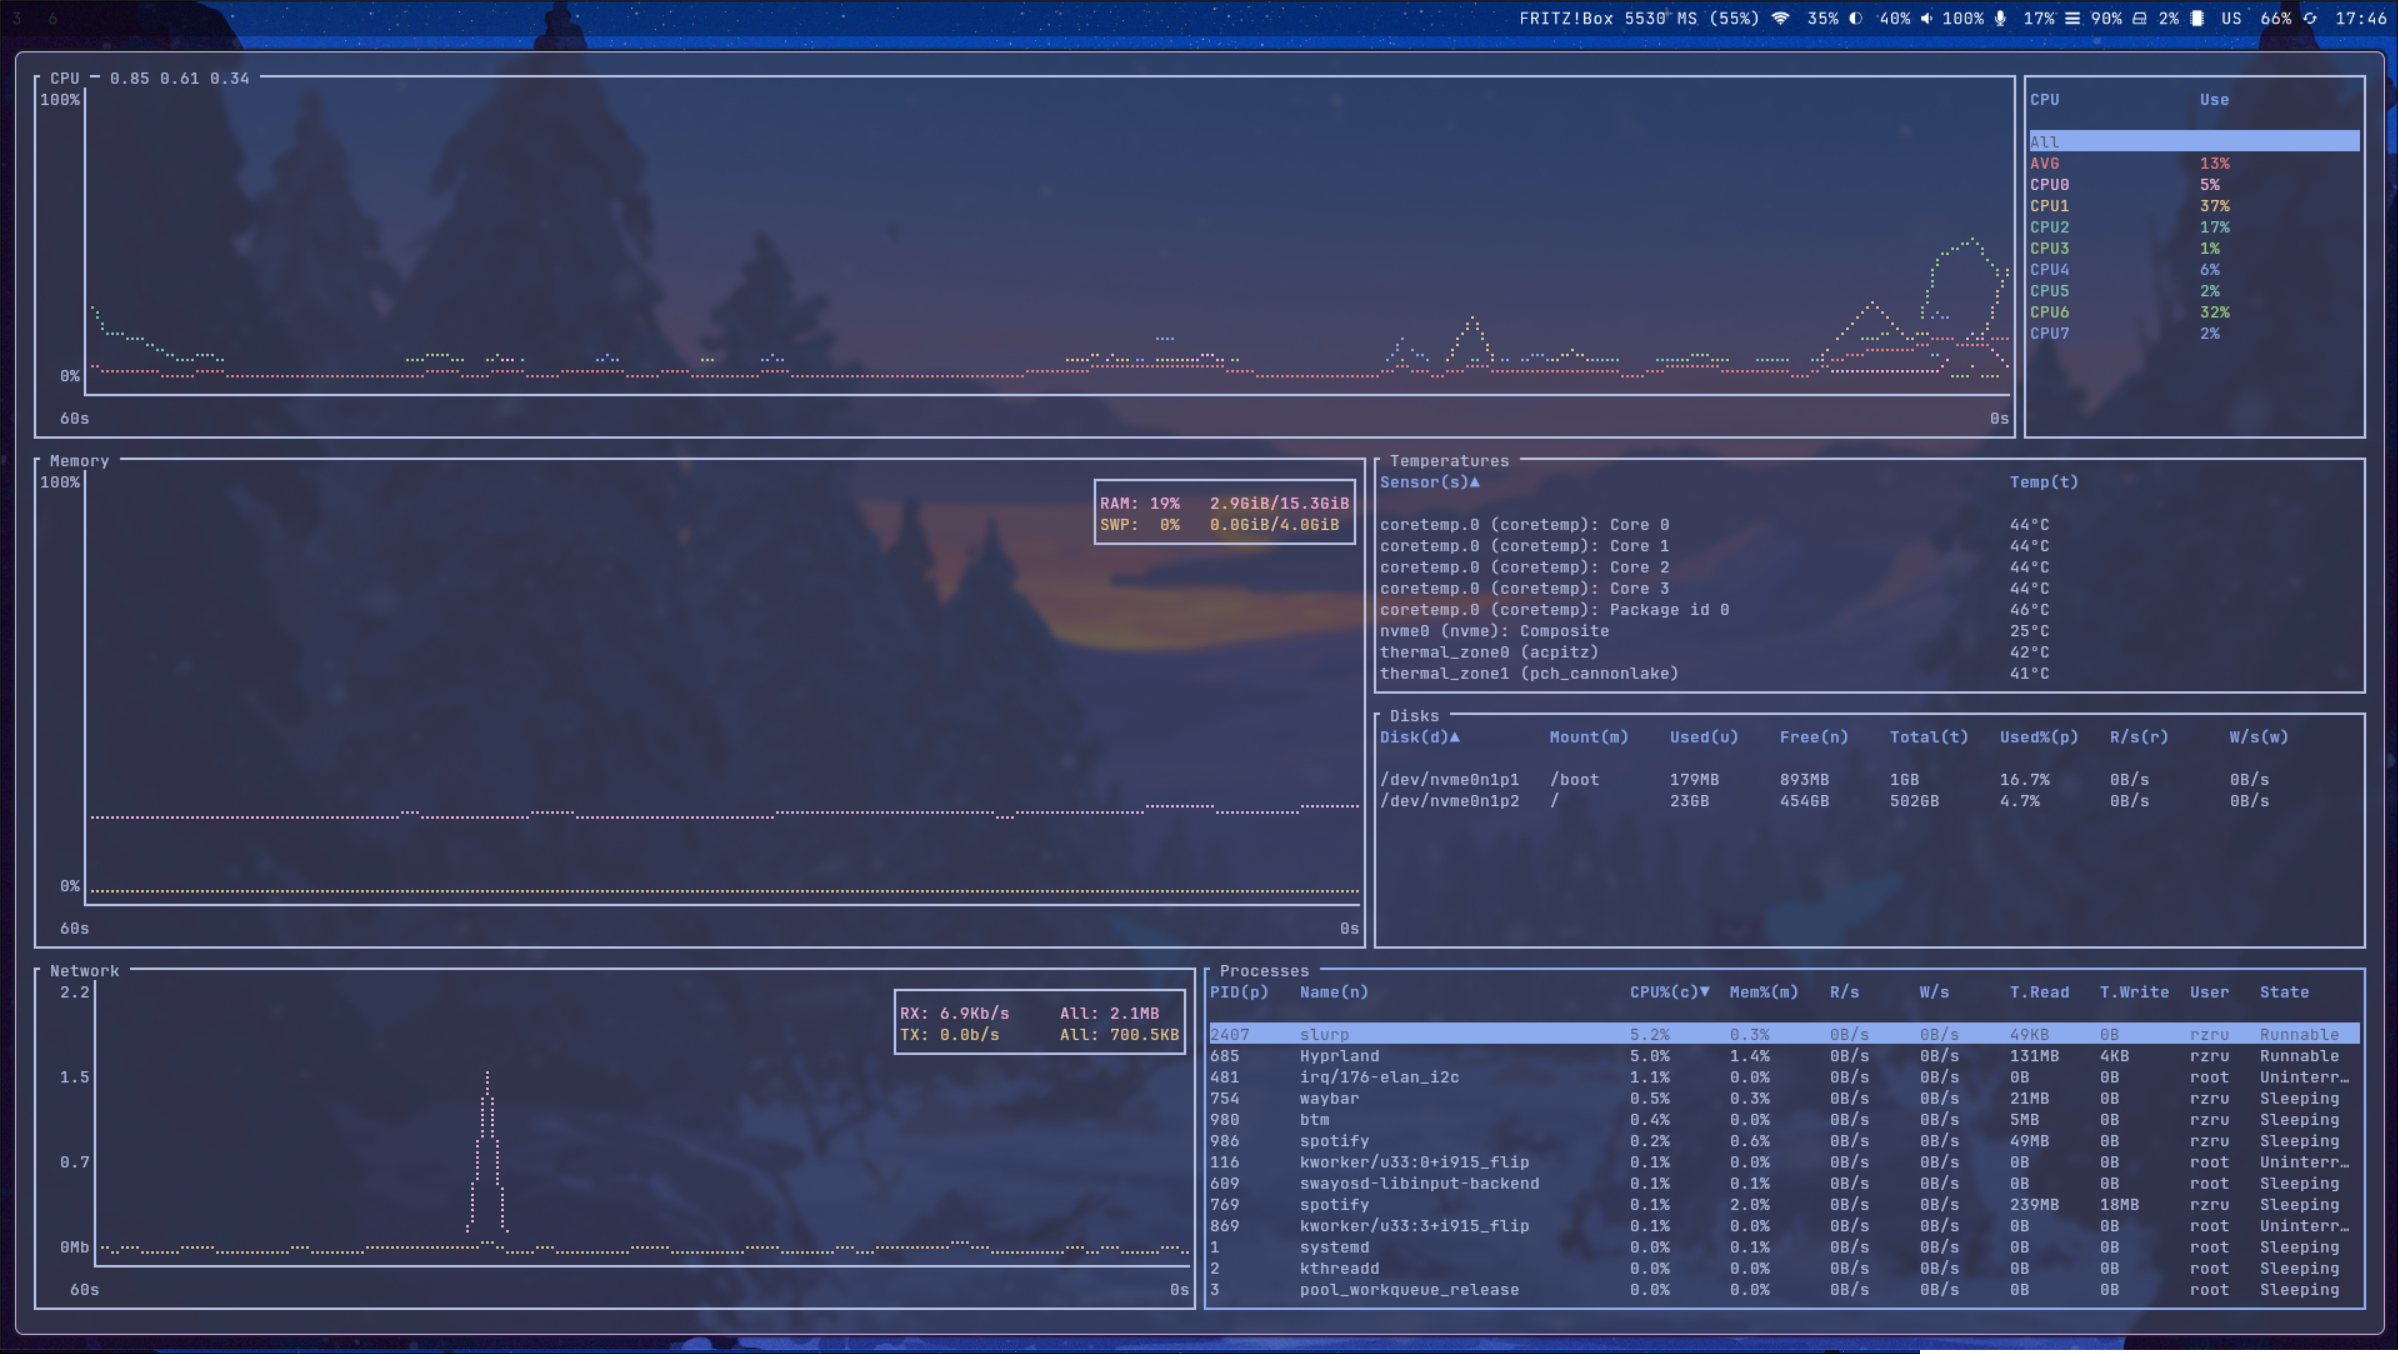 3 6 FRITZ!Box 5530 MS (55%) 35% 40% 100% 17% 90% 2% US 66% 17:46
CPU 0.85 0.61 0.34
100%
0%
60s 0s
CPU Use
All
AVG 13%
CPU0 5%
CPU1 37%
CPU2 17%
CPU3 1%
CPU4 6%
CPU5 2%
CPU6 32%
CPU7 2%
Memory
100%
RAM: 19% 2.9GiB/15.3GiB
SWP: 0% 0.0GiB/4.0GiB
0%
60s 0s
Temperatures
Sensor(s)▲ Temp(t)
coretemp.0 (coretemp): Core 0 44°C
coretemp.0 (coretemp): Core 1 44°C
coretemp.0 (coretemp): Core 2 44°C
coretemp.0 (coretemp): Core 3 44°C
coretemp.0 (coretemp): Package id 0 46°C
nvme0 (nvme): Composite 25°C
thermal_zone0 (acpitz) 42°C
thermal_zone1 (pch_cannonlake) 41°C
Disks
Disk(d)▲ Mount(m) Used(u) Free(n) Total(t) Used%(p) R/s(r) W/s(w)
/dev/nvme0n1p1 /boot 179MB 893MB 1GB 16.7% 0B/s 0B/s
/dev/nvme0n1p2 / 23GB 454GB 502GB 4.7% 0B/s 0B/s
Network
2.2
RX: 6.9Kb/s All: 2.1MB
TX: 0.0b/s All: 700.5KB
1.5
0.7
0Mb
60s 0s
Processes
PID(p) Name(n) CPU%(c)▼ Mem%(m) R/s W/s T.Read T.Write User State
2407 slurp 5.2% 0.3% 0B/s 0B/s 49KB 0B rzru Runnable
685 Hyprland 5.0% 1.4% 0B/s 0B/s 131MB 4KB rzru Runnable
481 irq/176-elan_i2c 1.1% 0.0% 0B/s 0B/s 0B 0B root Uninterr…
754 waybar 0.5% 0.3% 0B/s 0B/s 21MB 0B rzru Sleeping
980 btm 0.4% 0.0% 0B/s 0B/s 5MB 0B rzru Sleeping
986 spotify 0.2% 0.6% 0B/s 0B/s 49MB 0B rzru Sleeping
116 kworker/u33:0+i915_flip 0.1% 0.0% 0B/s 0B/s 0B 0B root Uninterr…
609 swayosd-libinput-backend 0.1% 0.1% 0B/s 0B/s 0B 0B root Sleeping
769 spotify 0.1% 2.0% 0B/s 0B/s 239MB 18MB rzru Sleeping
869 kworker/u33:3+i915_flip 0.1% 0.0% 0B/s 0B/s 0B 0B root Uninterr…
1 systemd 0.0% 0.1% 0B/s 0B/s 0B 0B root Sleeping
2 kthreadd 0.0% 0.0% 0B/s 0B/s 0B 0B root Sleeping
3 pool_workqueue_release 0.0% 0.0% 0B/s 0B/s 0B 0B root Sleeping